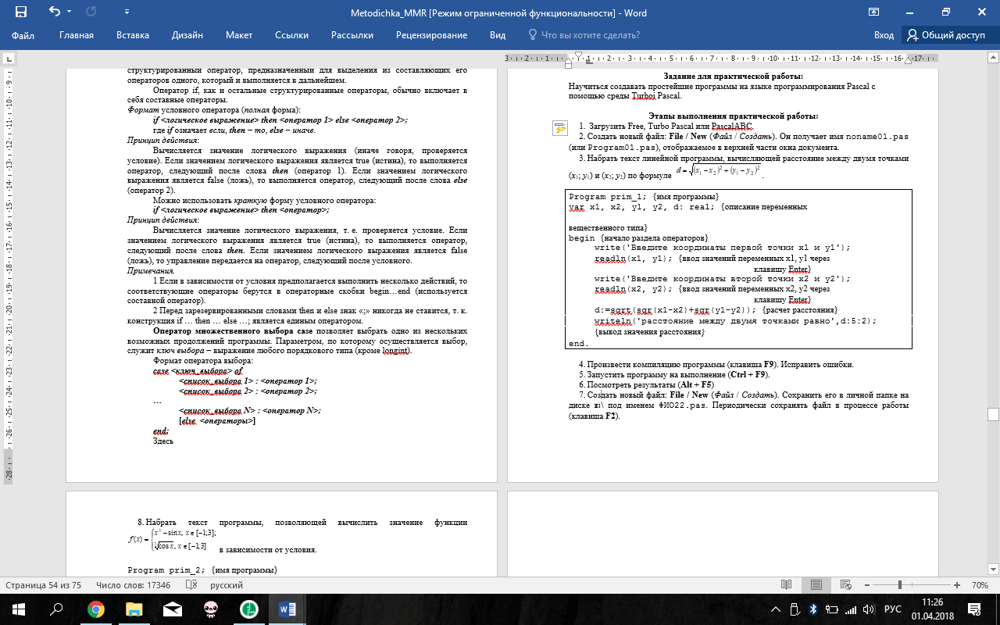 Metodichka_MMR [Режим ограниченной функциональности] - Word
Файл Главная Вставка Дизайн Макет Ссылки Рассылки Рецензирование Вид Что вы хотите сделать? Вход Общий доступ
3 2 1 1 2 3 4 5 6 7 8 9 10 11 12 13 14 15 16 17
структурированный оператор, предназначенный для выделения из составляющих его
операторов одного, который и выполняется в дальнейшем.
Оператор if, как и остальные структурированные операторы, обычно включает в
себя составные операторы.
Формат условного оператора (полная форма):
if <логическое выражение> then <оператор 1> else <оператор 2>;
где if означает если, then – то, else – иначе.
Принцип действия:
Вычисляется значение логического выражения (иначе говоря, проверяется
условие). Если значением логического выражения является true (истина), то выполняется
оператор, следующий после слова then (оператор 1). Если значением логического
выражения является false (ложь), то выполняется оператор, следующий после слова else
(оператор 2).
Можно использовать краткую форму условного оператора:
if <логическое выражение> then <оператор>;
Принцип действия:
Вычисляется значение логического выражения, т. е. проверяется условие. Если
значением логического выражения является true (истина), то выполняется оператор,
следующий после слова then. Если значением логического выражения является false
(ложь), то управление передается на оператор, следующий после условного.
Примечания.
1 Если в зависимости от условия предполагается выполнить несколько действий, то
соответствующие операторы берутся в операторные скобки begin…end (используется
составной оператор).
2 Перед зарезервированными словами then и else знак «;» никогда не ставится, т. к.
конструкция if … then … else …; является единым оператором.
Оператор множественного выбора case позволяет выбрать одно из нескольких
возможных продолжений программы. Параметром, по которому осуществляется выбор,
служит ключ выбора – выражение любого порядкового типа (кроме longint).
Формат оператора выбора:
case <ключ_выбора> of
<список_выбора 1> : <оператор 1>;
<список_выбора 2> : <оператор 2>;
...
<список_выбора N> : <оператор N>;
[else <операторы>]
end;
Здесь
Задание для практической работы:
Научиться создавать простейшие программы на языке программирования Pascal с
помощью среды Turboi Pascal.
Этапы выполнения практической работы:
1. Загрузить Free, Turbo Pascal или PascalABC.
2. Создать новый файл: File / New (Файл / Создать). Он получает имя noname01.pas
(или Program01.pas), отображаемое в верхней части окна документа.
3. Набрать текст линейной программы, вычисляющей расстояние между двумя точками
(x₁; y₁) и (x₂; y₂) по формуле d = √((x₁ − x₂)² + (y₁ − y₂)²) .
Program prim_1; {имя программы}
var x1, x2, y1, y2, d: real; {описание переменных
вещественного типа}
begin {начало раздела операторов}
write('Введите координаты первой точки x1 и y1');
readln(x1, y1); {ввод значений переменных x1, y1 через
клавишу Enter}
write('Введите координаты второй точки x2 и y2');
readln(x2, y2); {ввод значений переменных x2, y2 через
клавишу Enter}
d:=sqrt(sqr(x1-x2)+sqr(y1-y2)); {расчет расстояния}
writeln('расстояние между двумя точками равно',d:5:2);
{вывод значения расстояния}
end.
4. Произвести компиляцию программы (клавиша F9). Исправить ошибки.
5. Запустить программу на выполнение (Ctrl + F9).
6. Посмотреть результаты (Alt + F5)
7. Создать новый файл: File / New (Файл / Создать). Сохранить его в личной папке на
диске z:\ под именем ФИО22.pas. Периодически сохранять файл в процессе работы
(клавиша F2).
8. Набрать текст программы, позволяющей вычислить значение функции
sin x, x ∈ [−1;3];
f(x) =
cos x, x ∉ [−1;3] в зависимости от условия.
Program prim_2; {имя программы}
Страница 54 из 75 Число слов: 17346 русский 70%
РУС 11:26
01.04.2018